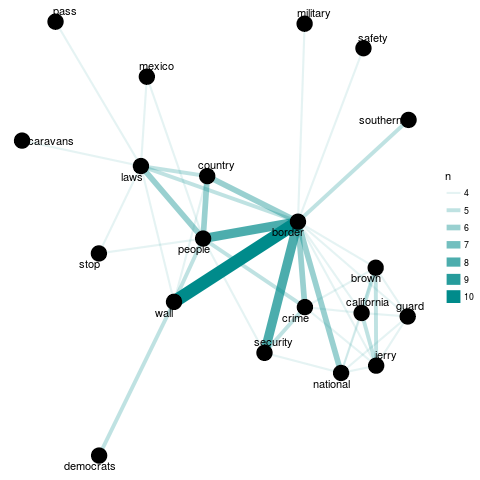 pass
military
safety
mexico
southern
caravans
laws
country
border
people
stop
brown
wall
california
guard
crime
security
jerry
national
democrats
n
4
5
6
7
8
9
10